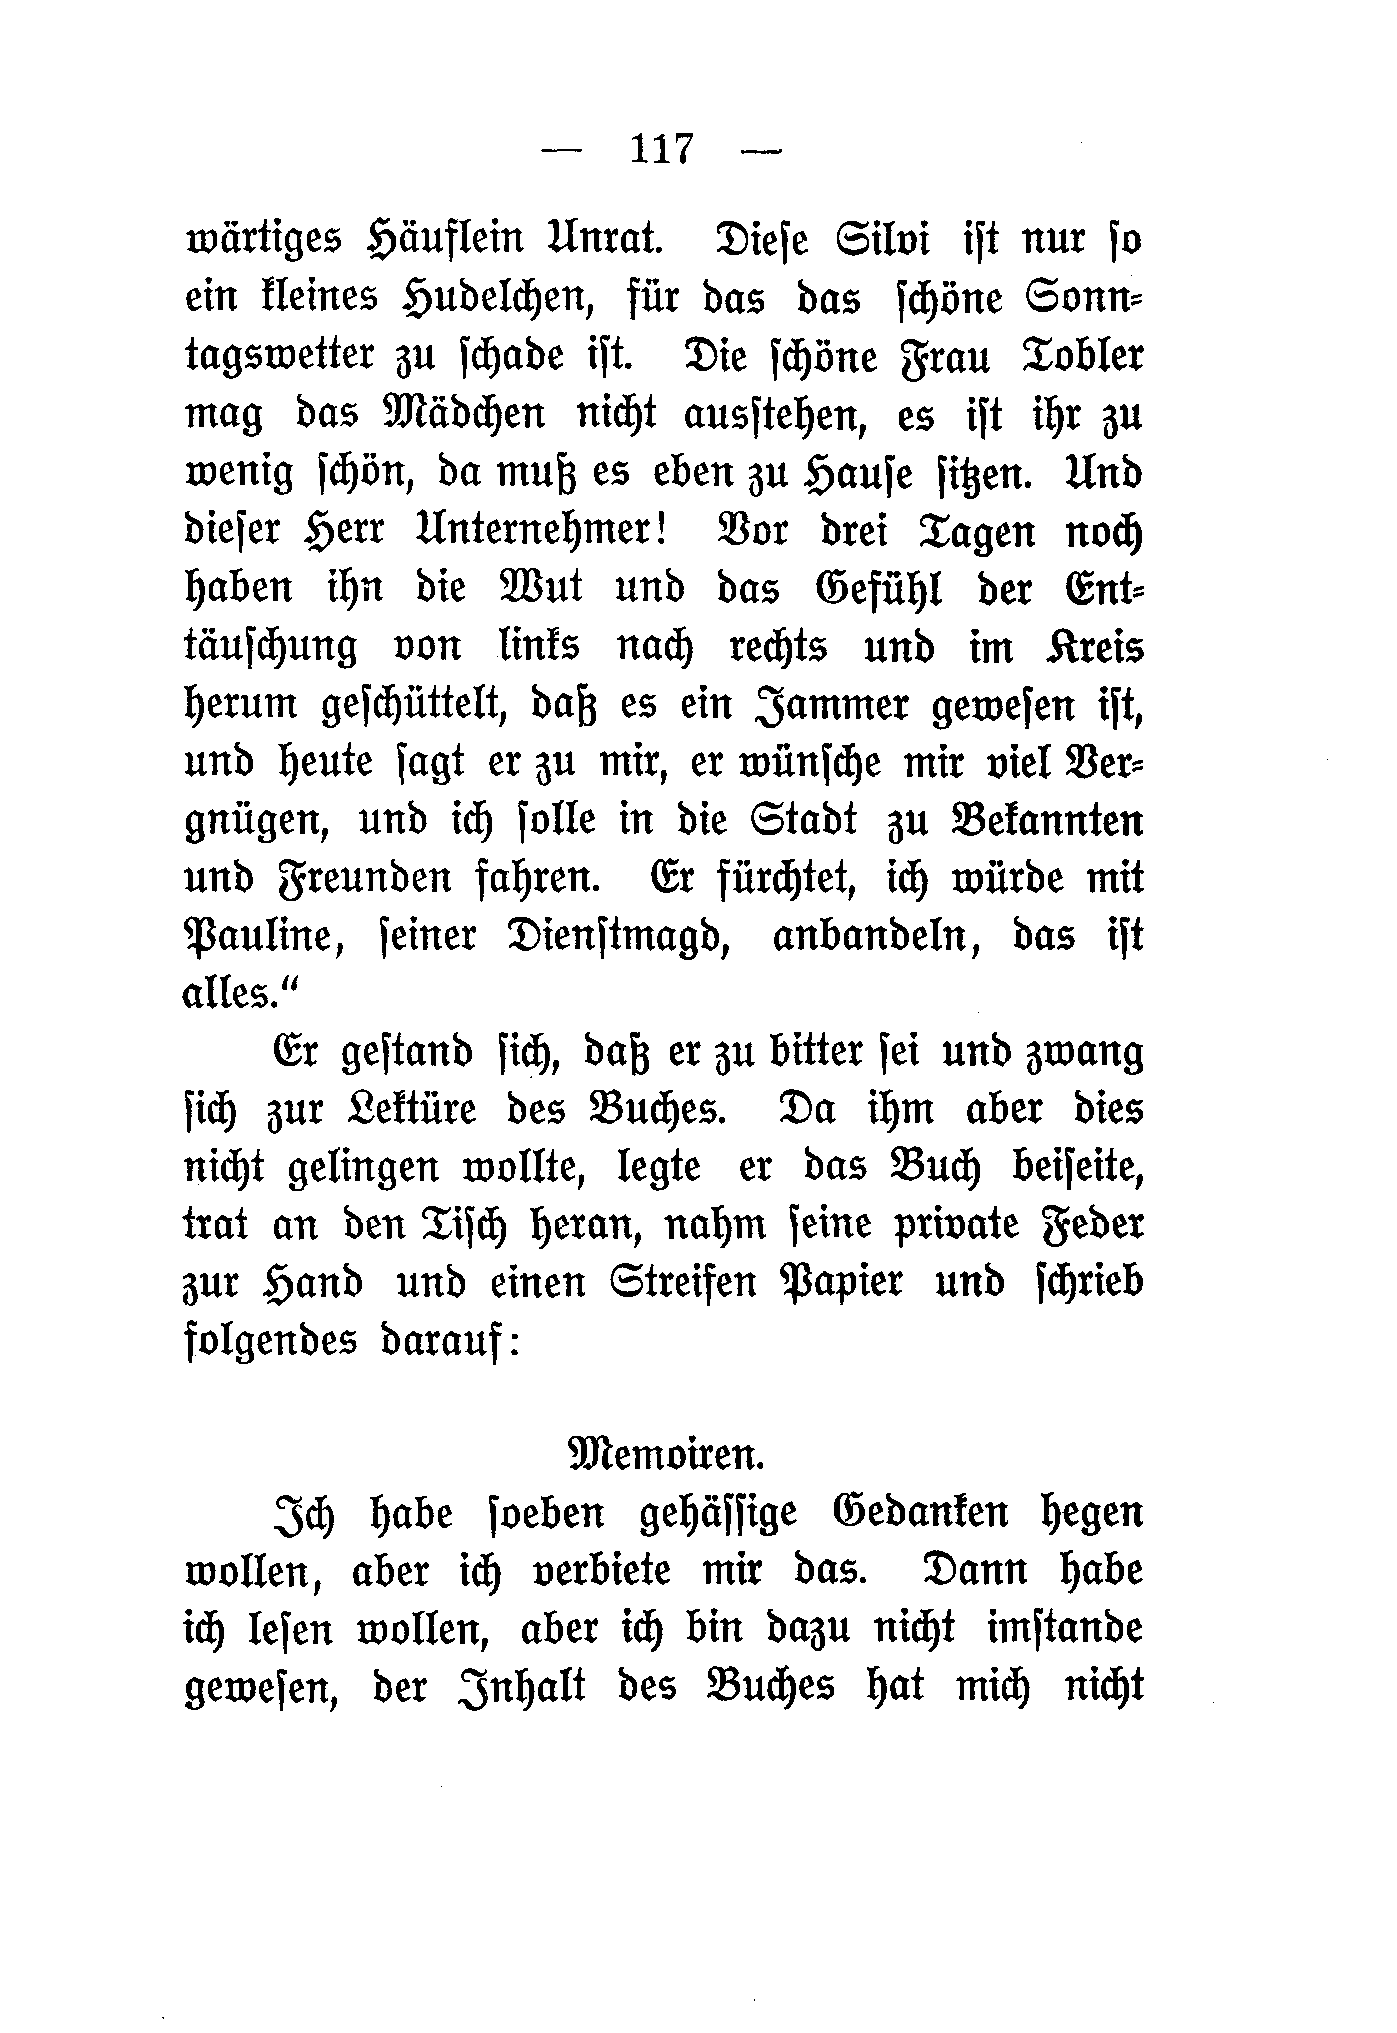 — 117 —
wärtiges Häuflein Unrat. Dieſe Silvi iſt nur ſo
ein kleines Hudelchen, für das das ſchöne Sonn⸗
tagswetter zu ſchade iſt. Die ſchöne Frau Tobler
mag das Mädchen nicht ausſtehen, es iſt ihr zu
wenig ſchön, da muß es eben zu Hauſe ſitzen. Und
dieſer Herr Unternehmer! Vor drei Tagen noch
haben ihn die Wut und das Gefühl der Ent⸗
täuſchung von links nach rechts und im Kreis
herum geſchüttelt, daß es ein Jammer geweſen iſt,
und heute ſagt er zu mir, er wünſche mir viel Ver⸗
gnügen, und ich ſolle in die Stadt zu Bekannten
und Freunden fahren. Er fürchtet, ich würde mit
Pauline, ſeiner Dienſtmagd, anbandeln, das iſt
alles.“
Er geſtand ſich, daß er zu bitter ſei und zwang
ſich zur Lektüre des Buches. Da ihm aber dies
nicht gelingen wollte, legte er das Buch beiſeite,
trat an den Tiſch heran, nahm ſeine private Feder
zur Hand und einen Streifen Papier und ſchrieb
folgendes darauf:
Memoiren.
Ich habe ſoeben gehäſſige Gedanken hegen
wollen, aber ich verbiete mir das. Dann habe
ich leſen wollen, aber ich bin dazu nicht imſtande
geweſen, der Inhalt des Buches hat mich nicht